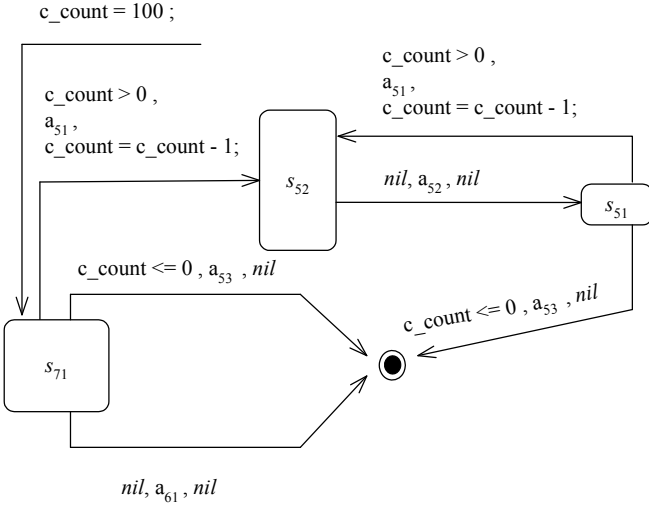 c_count = 100 ;
c_count > 0 ,
a51 ,
c_count = c_count - 1;
c_count > 0 ,
a51 ,
c_count = c_count - 1;
s52
nil, a52 , nil
s51
c_count <= 0 , a53 , nil
c_count <= 0 , a53 , nil
s71
nil, a61 , nil